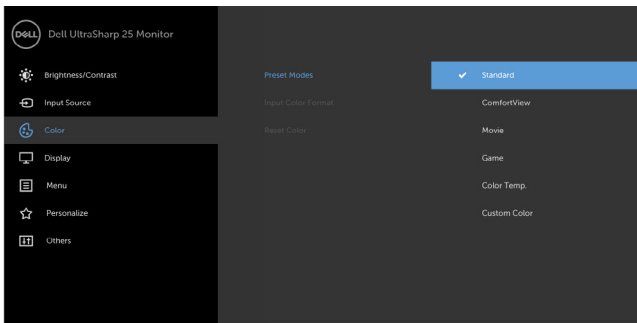 DELL Dell UltraSharp 25 Monitor
Brightness/Contrast Preset Modes Standard
Input Source Input Color Format ComfortView
Color Reset Color Movie
Display Game
Menu Color Temp.
Personalize Custom Color
Others